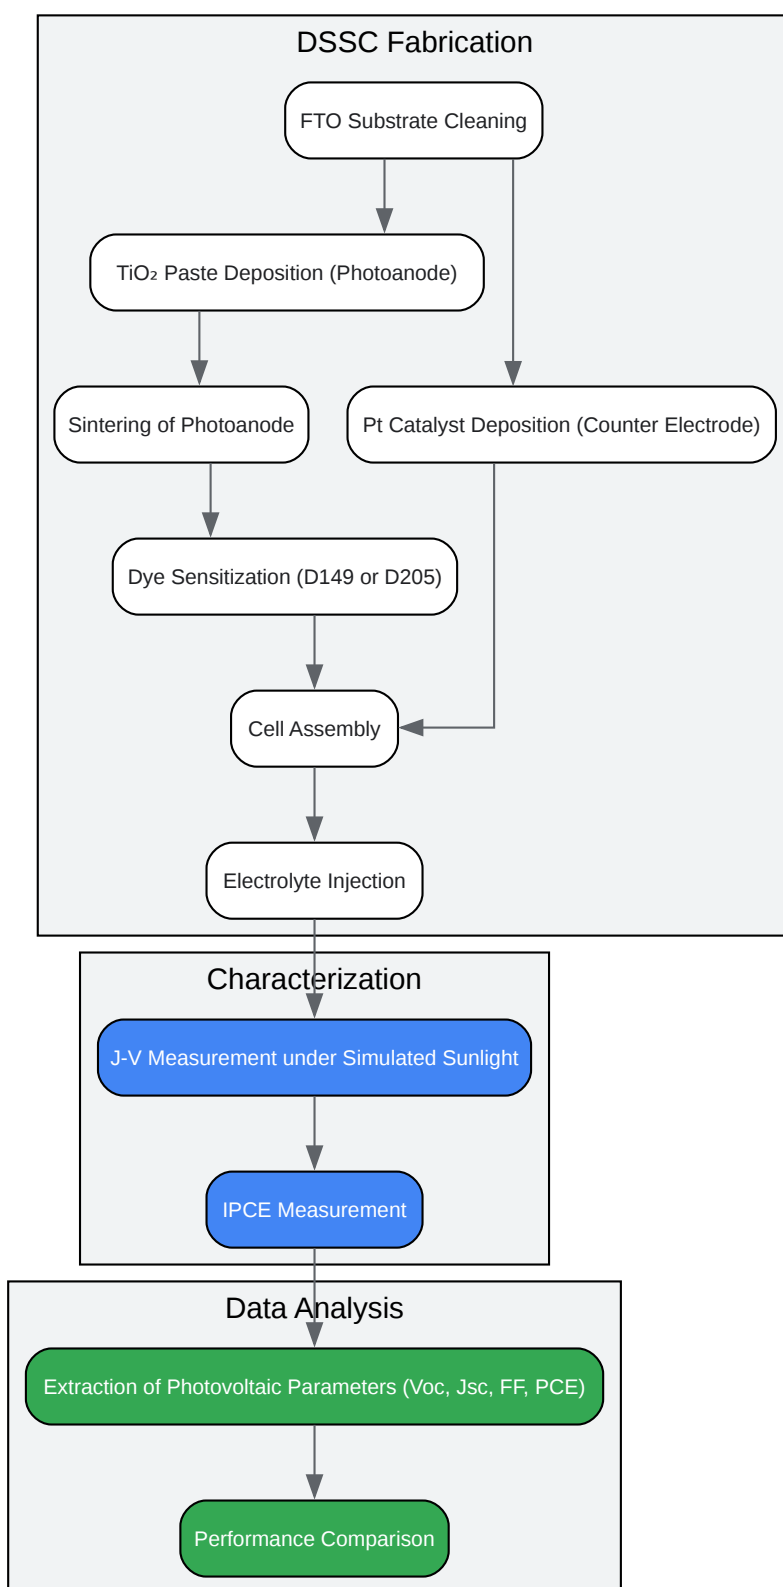 DSSC Fabrication
FTO Substrate Cleaning
TiO₂ Paste Deposition (Photoanode)
Sintering of Photoanode
Pt Catalyst Deposition (Counter Electrode)
Dye Sensitization (D149 or D205)
Cell Assembly
Electrolyte Injection
Characterization
J-V Measurement under Simulated Sunlight
IPCE Measurement
Data Analysis
Extraction of Photovoltaic Parameters (Voc, Jsc, FF, PCE)
Performance Comparison